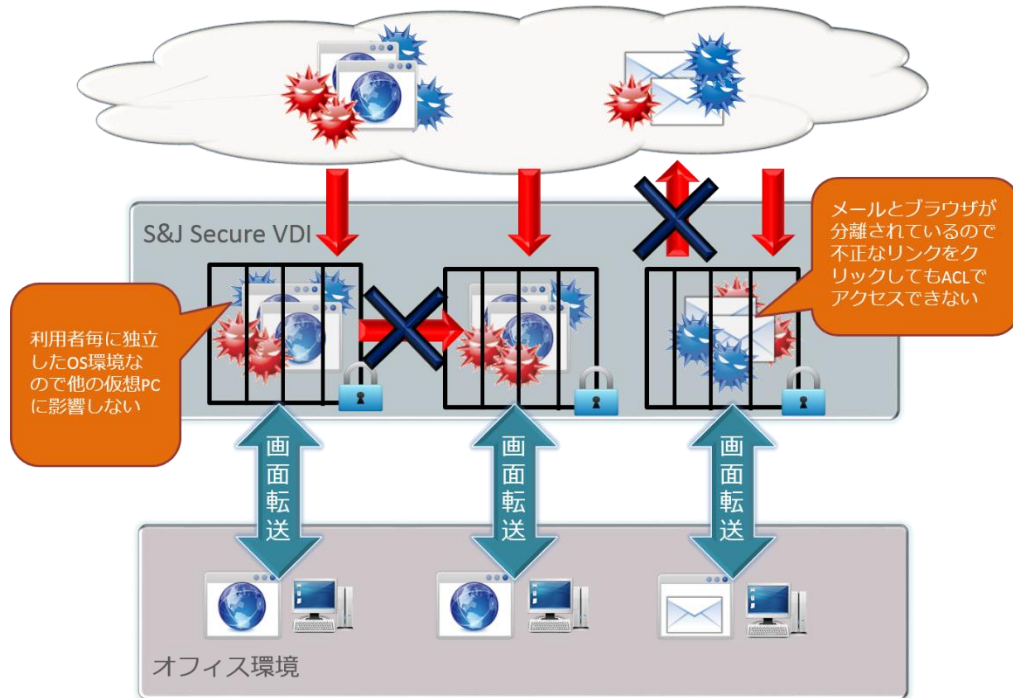 S&J Secure VDI
メールとブラウザが
分離されているので
不正なリンクをク
リックしてもACLで
アクセスできない
利用者毎に独立
したOS環境な
ので他の仮想PC
に影響しない
画面転送
画面転送
画面転送
オフィス環境